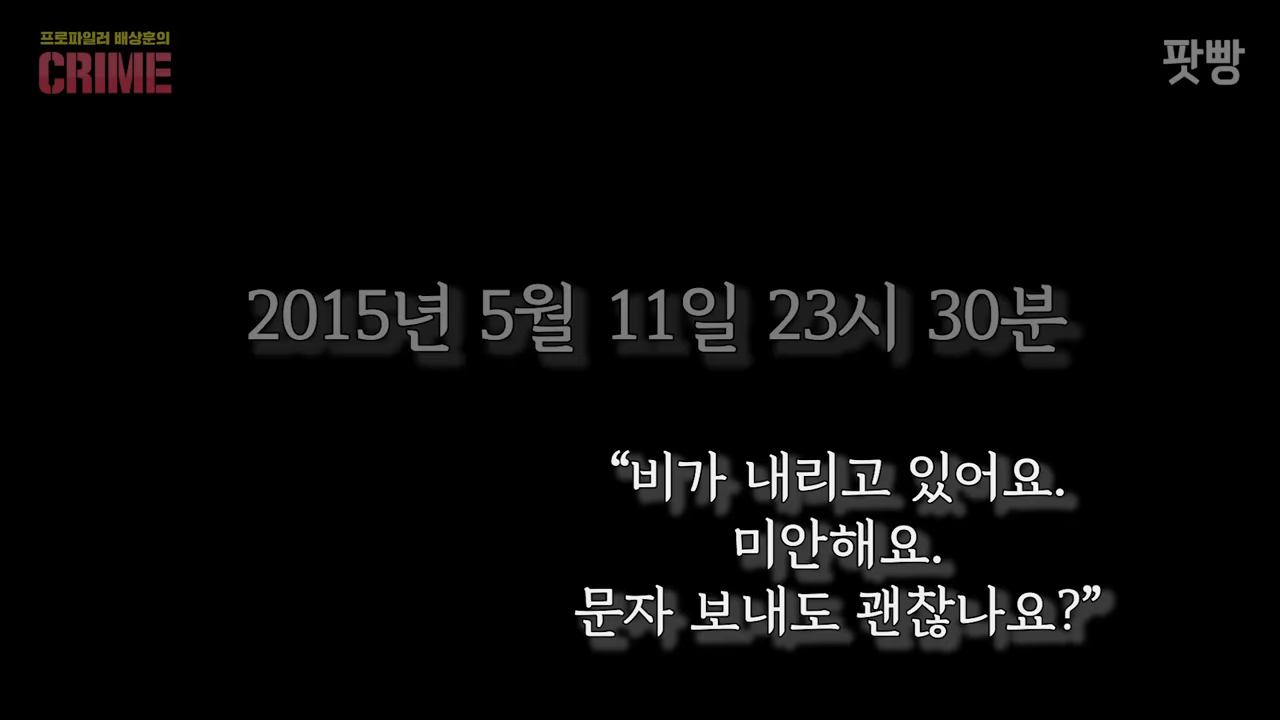 프로파일러 배상훈의
CRIME
팟빵
2015년 5월 11일 23시 30분
“비가 내리고 있어요.
미안해요.
문자 보내도 괜찮나요?”